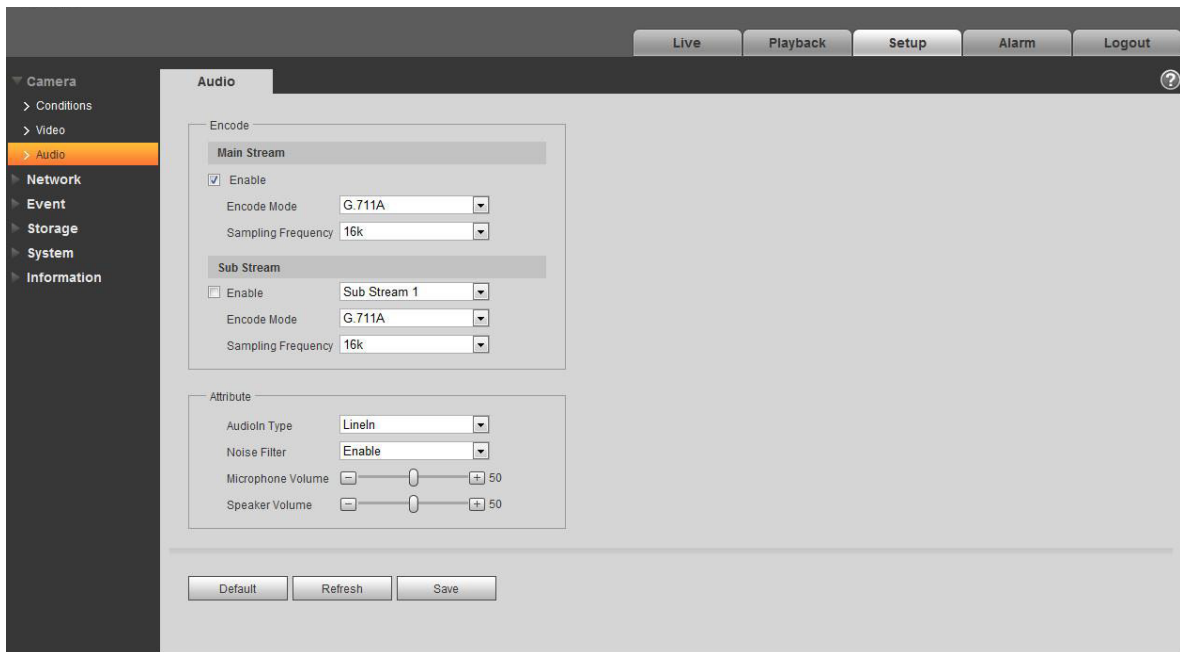 Live
Playback
Setup
Alarm
Logout
Camera
Conditions
Video
Audio
Network
Event
Storage
System
Information
Audio
Encode
Main Stream
Enable
Encode Mode G.711A
Sampling Frequency 16k
Sub Stream
Enable Sub Stream 1
Encode Mode G.711A
Sampling Frequency 16k
Attribute
AudioIn Type LineIn
Noise Filter Enable
Microphone Volume 50
Speaker Volume 50
Default
Refresh
Save